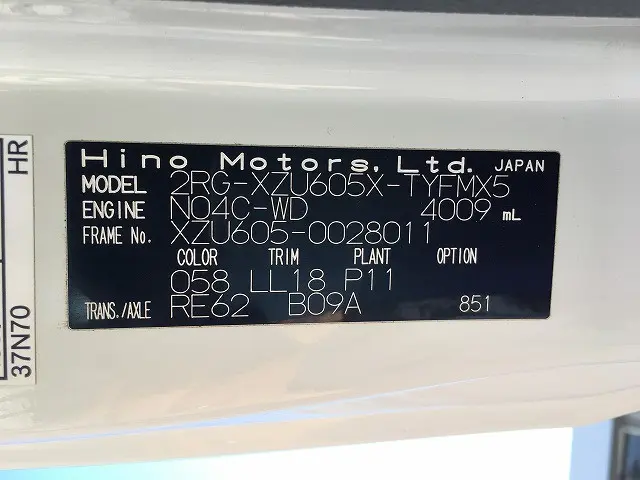 Hino Motors, Ltd. JAPAN
MODEL 2RG-XZU605X-TYFMX5
ENGINE N04C-WD 4009 mL
FRAME No. XZU605-0028011
COLOR TRIM PLANT OPTION
058 LL18 P11
TRANS./AXLE RE62 B09A 851
HR
37N70